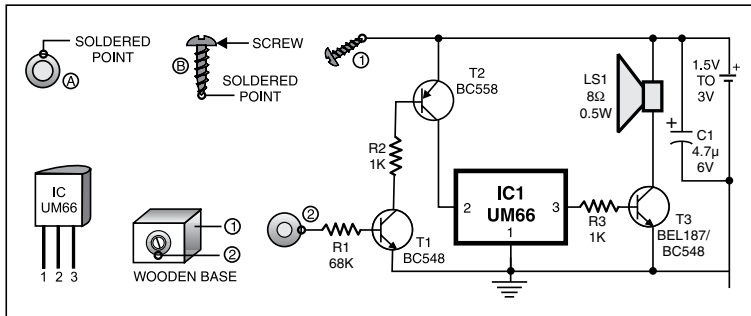 SOLDERED
POINT
A
B
SCREW
SOLDERED
POINT
1
T2
BC558
R2
1K
LS1
8Ω
0.5W
1.5V
TO
3V
+
+
C1
4.7µ
6V
IC
UM66
1 2 3
1
2
WOODEN BASE
2
R1
68K
T1
BC548
IC1
UM66
2
3
1
R3
1K
T3
BEL187/
BC548